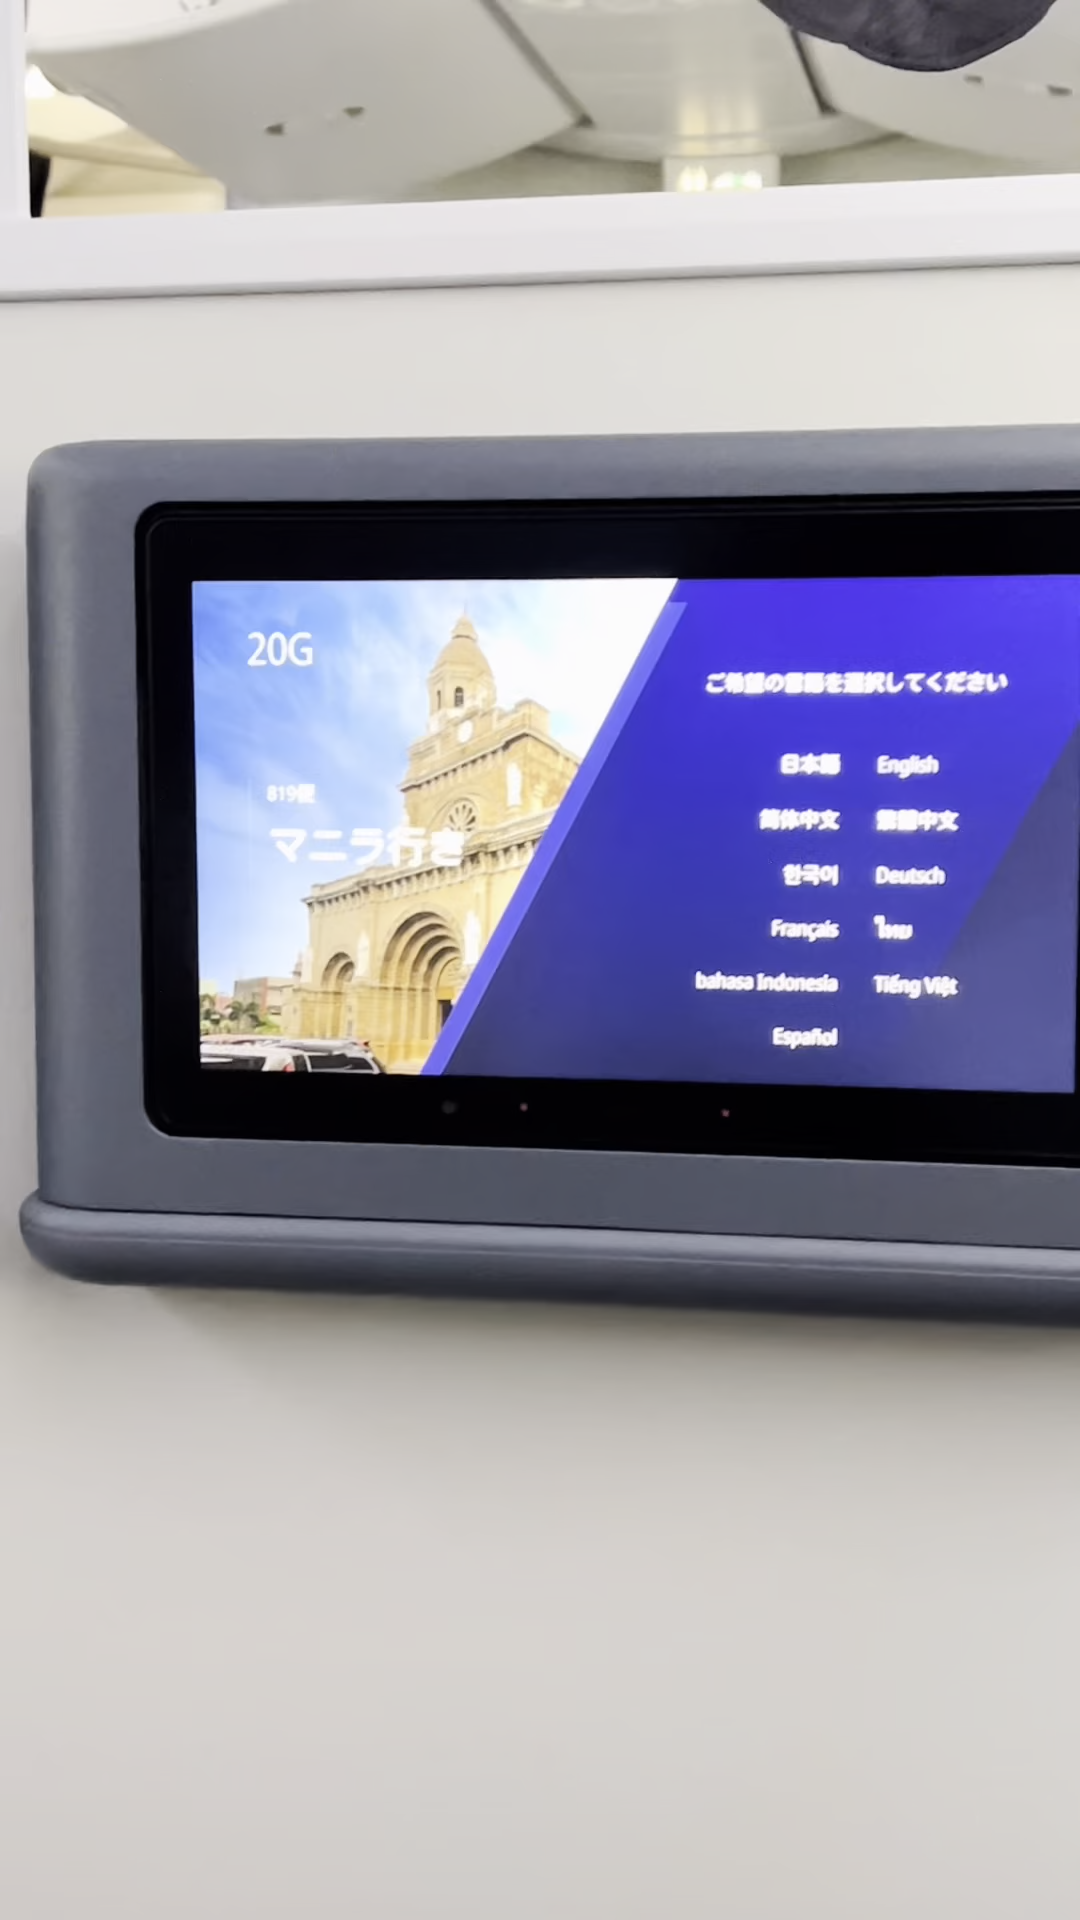 20G
819便
マニラ行き
ご希望の言語を選択してください
日本語 English
简体中文 繁體中文
한국어 Deutsch
Français ไทย
bahasa Indonesia Tiếng Việt
Español